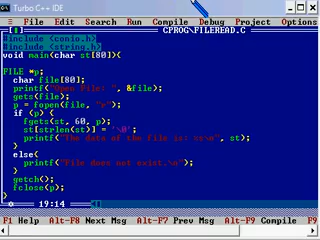 Turbo C++ IDE
≡ File Edit Search Run Compile Debug Project Options
CPROG\FILEREAD.C
#include <conio.h>
#include <string.h>
void main(char st[80]){
FILE *p;
char file[80];
printf("Open File: ", &file);
gets(file);
p = fopen(file, "r");
if (p) {
fgets(st, 60, p);
st[strlen(st)] = '\0';
printf("The data of the file is: %s\n", st);
}
else{
printf("File does not exist.\n");
}
getch();
fclose(p);
}
19:14
F1 Help Alt-F8 Next Msg Alt-F7 Prev Msg Alt-F9 Compile F9